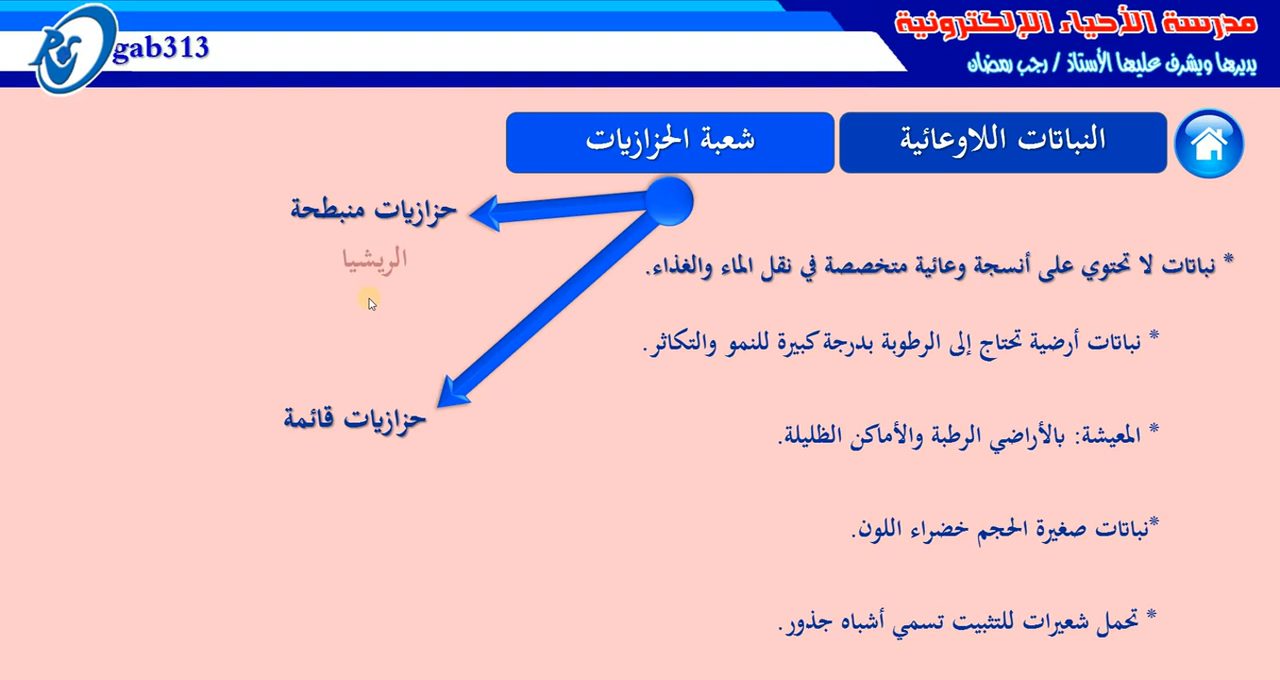 مدرسة الأحياء الإلكترونية
يديرها ويشرف عليها الأستاذ / رجب رمضان
gab313
النباتات اللاوعائية
شعبة الحزازيات
حزازيات منبطحة
الريشيا
* نباتات لا تحتوي على أنسجة وعائية متخصصة في نقل الماء والغذاء.
* نباتات أرضية تحتاج إلى الرطوبة بدرجة كبيرة للنمو والتكاثر.
حزازيات قائمة
* المعيشة: بالأراضي الرطبة والأماكن الظليلة.
*نباتات صغيرة الحجم خضراء اللون.
* تحمل شعيرات للتثبيت تسمي أشباه جذور.